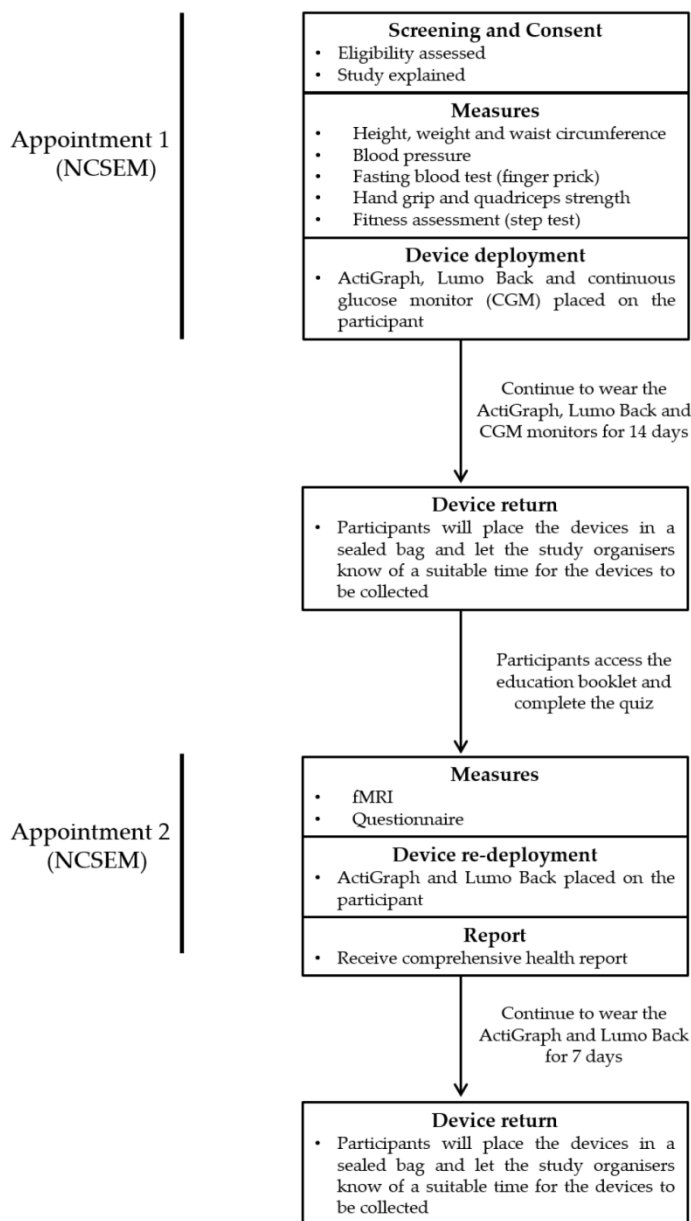 Screening and Consent
• Eligibility assessed
• Study explained
Appointment 1
(NCSEM)
Measures
• Height, weight and waist circumference
• Blood pressure
• Fasting blood test (finger prick)
• Hand grip and quadriceps strength
• Fitness assessment (step test)
Device deployment
• ActiGraph, Lumo Back and continuous
glucose monitor (CGM) placed on the
participant
Continue to wear the
ActiGraph, Lumo Back and
CGM monitors for 14 days
Device return
• Participants will place the devices in a
sealed bag and let the study organisers
know of a suitable time for the devices to
be collected
Participants access the
education booklet and
complete the quiz
Appointment 2
(NCSEM)
Measures
• fMRI
• Questionnaire
Device re-deployment
• ActiGraph and Lumo Back placed on the
participant
Report
• Receive comprehensive health report
Continue to wear the
ActiGraph and Lumo Back
for 7 days
Device return
• Participants will place the devices in a
sealed bag and let the study organisers
know of a suitable time for the devices to
be collected